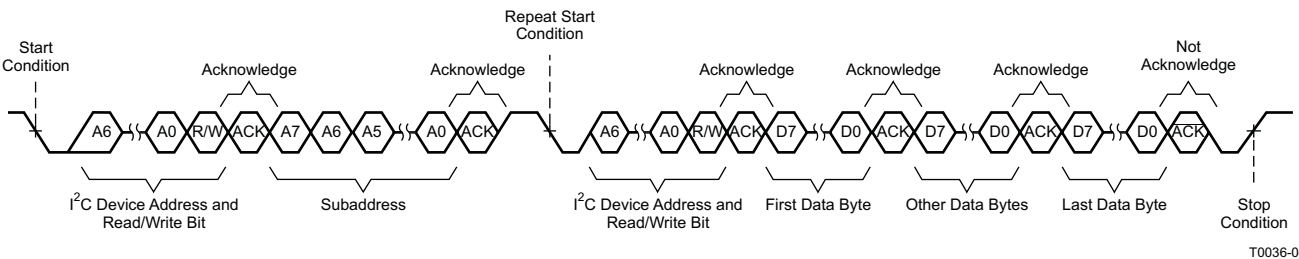 Repeat Start
Condition
Start
Condition
Not
Acknowledge
Acknowledge
Acknowledge
Acknowledge
Acknowledge
Acknowledge
A6 A0 R/W ACK A7 A6 A5 A0 ACK A6 A0 R/W ACK D7 D0 ACK D7 D0 ACK D7 D0 ACK
I2C Device Address and
Read/Write Bit
Subaddress
I2C Device Address and
Read/Write Bit
First Data Byte
Other Data Bytes
Last Data Byte
Stop
Condition
T0036-0